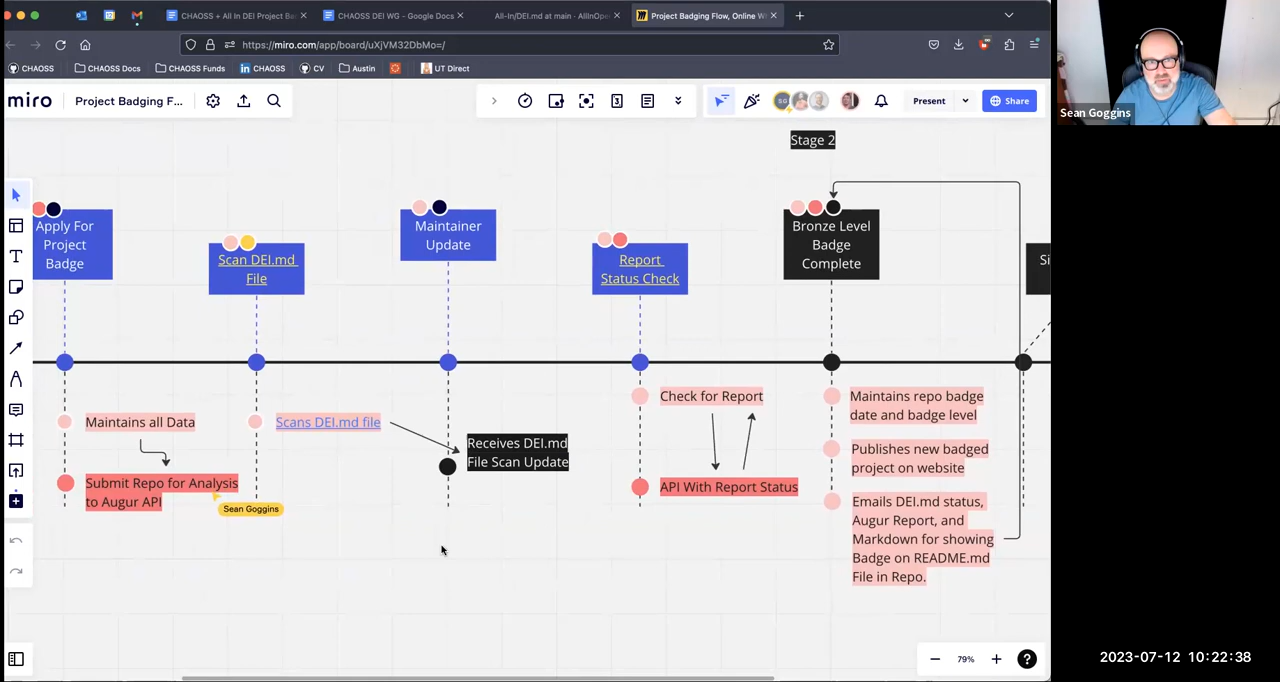 CHAOSS + All In DEI Project Ba
CHAOSS DEI WG - Google Docs
All-In/DEI.md at main · AllInOpe
Project Badging Flow, Online W
https://miro.com/app/board/uXjVM32DbMo=/
CHAOSS
CHAOSS Docs
CHAOSS Funds
CHAOSS
CV
Austin
UT Direct
miro
Project Badging F...
Present
Share
Sean Goggins
Stage 2
Apply For
Project
Badge
Scan DEI.md
File
Maintainer
Update
Report
Status Check
Bronze Level
Badge
Complete
Si
Maintains all Data
Submit Repo for Analysis
to Augur API
Sean Goggins
Scans DEI.md file
Receives DEI.md
File Scan Update
Check for Report
API With Report Status
Maintains repo badge
date and badge level
Publishes new badged
project on website
Emails DEI.md status,
Augur Report, and
Markdown for showing
Badge on README.md
File in Repo.
79%
2023-07-12 10:22:38